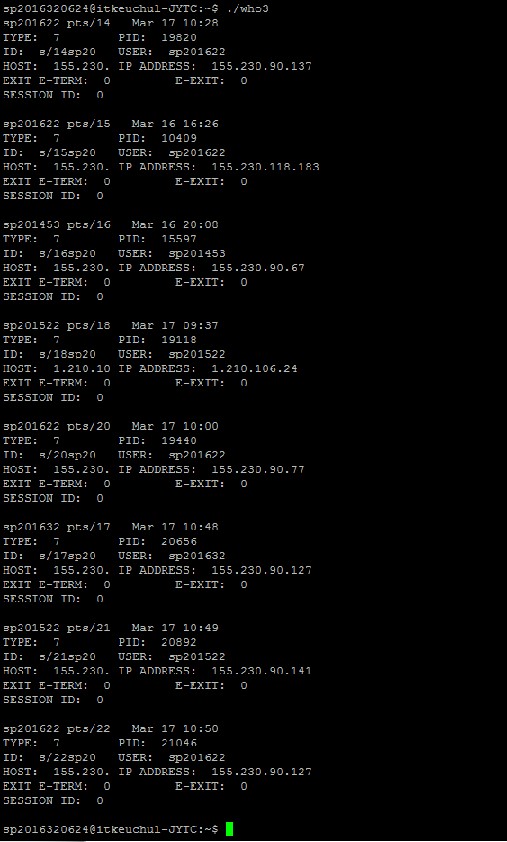 sp2016320624@itkeuchul-JYTC:~$ ./who3
sp201622 pts/14   Mar 17 10:28
TYPE:  7         PID:  19820
ID:  s/14sp20   USER:  sp201622
HOST:  155.230. IP ADDRESS:  155.230.90.137
EXIT E-TERM:  0         E-EXIT:  0
SESSION ID:  0

sp201622 pts/15   Mar 16 16:26
TYPE:  7         PID:  10409
ID:  s/15sp20   USER:  sp201622
HOST:  155.230. IP ADDRESS:  155.230.118.183
EXIT E-TERM:  0         E-EXIT:  0
SESSION ID:  0

sp201453 pts/16   Mar 16 20:08
TYPE:  7         PID:  15597
ID:  s/16sp20   USER:  sp201453
HOST:  155.230. IP ADDRESS:  155.230.90.67
EXIT E-TERM:  0         E-EXIT:  0
SESSION ID:  0

sp201522 pts/18   Mar 17 09:37
TYPE:  7         PID:  19118
ID:  s/18sp20   USER:  sp201522
HOST:  1.210.10 IP ADDRESS:  1.210.106.24
EXIT E-TERM:  0         E-EXIT:  0
SESSION ID:  0

sp201622 pts/20   Mar 17 10:00
TYPE:  7         PID:  19440
ID:  s/20sp20   USER:  sp201622
HOST:  155.230. IP ADDRESS:  155.230.90.77
EXIT E-TERM:  0         E-EXIT:  0
SESSION ID:  0

sp201632 pts/17   Mar 17 10:48
TYPE:  7         PID:  20656
ID:  s/17sp20   USER:  sp201632
HOST:  155.230. IP ADDRESS:  155.230.90.127
EXIT E-TERM:  0         E-EXIT:  0
SESSION ID:  0

sp201522 pts/21   Mar 17 10:49
TYPE:  7         PID:  20892
ID:  s/21sp20   USER:  sp201522
HOST:  155.230. IP ADDRESS:  155.230.90.141
EXIT E-TERM:  0         E-EXIT:  0
SESSION ID:  0

sp201622 pts/22   Mar 17 10:50
TYPE:  7         PID:  21046
ID:  s/22sp20   USER:  sp201622
HOST:  155.230. IP ADDRESS:  155.230.90.127
EXIT E-TERM:  0         E-EXIT:  0
SESSION ID:  0

sp2016320624@itkeuchul-JYTC:~$